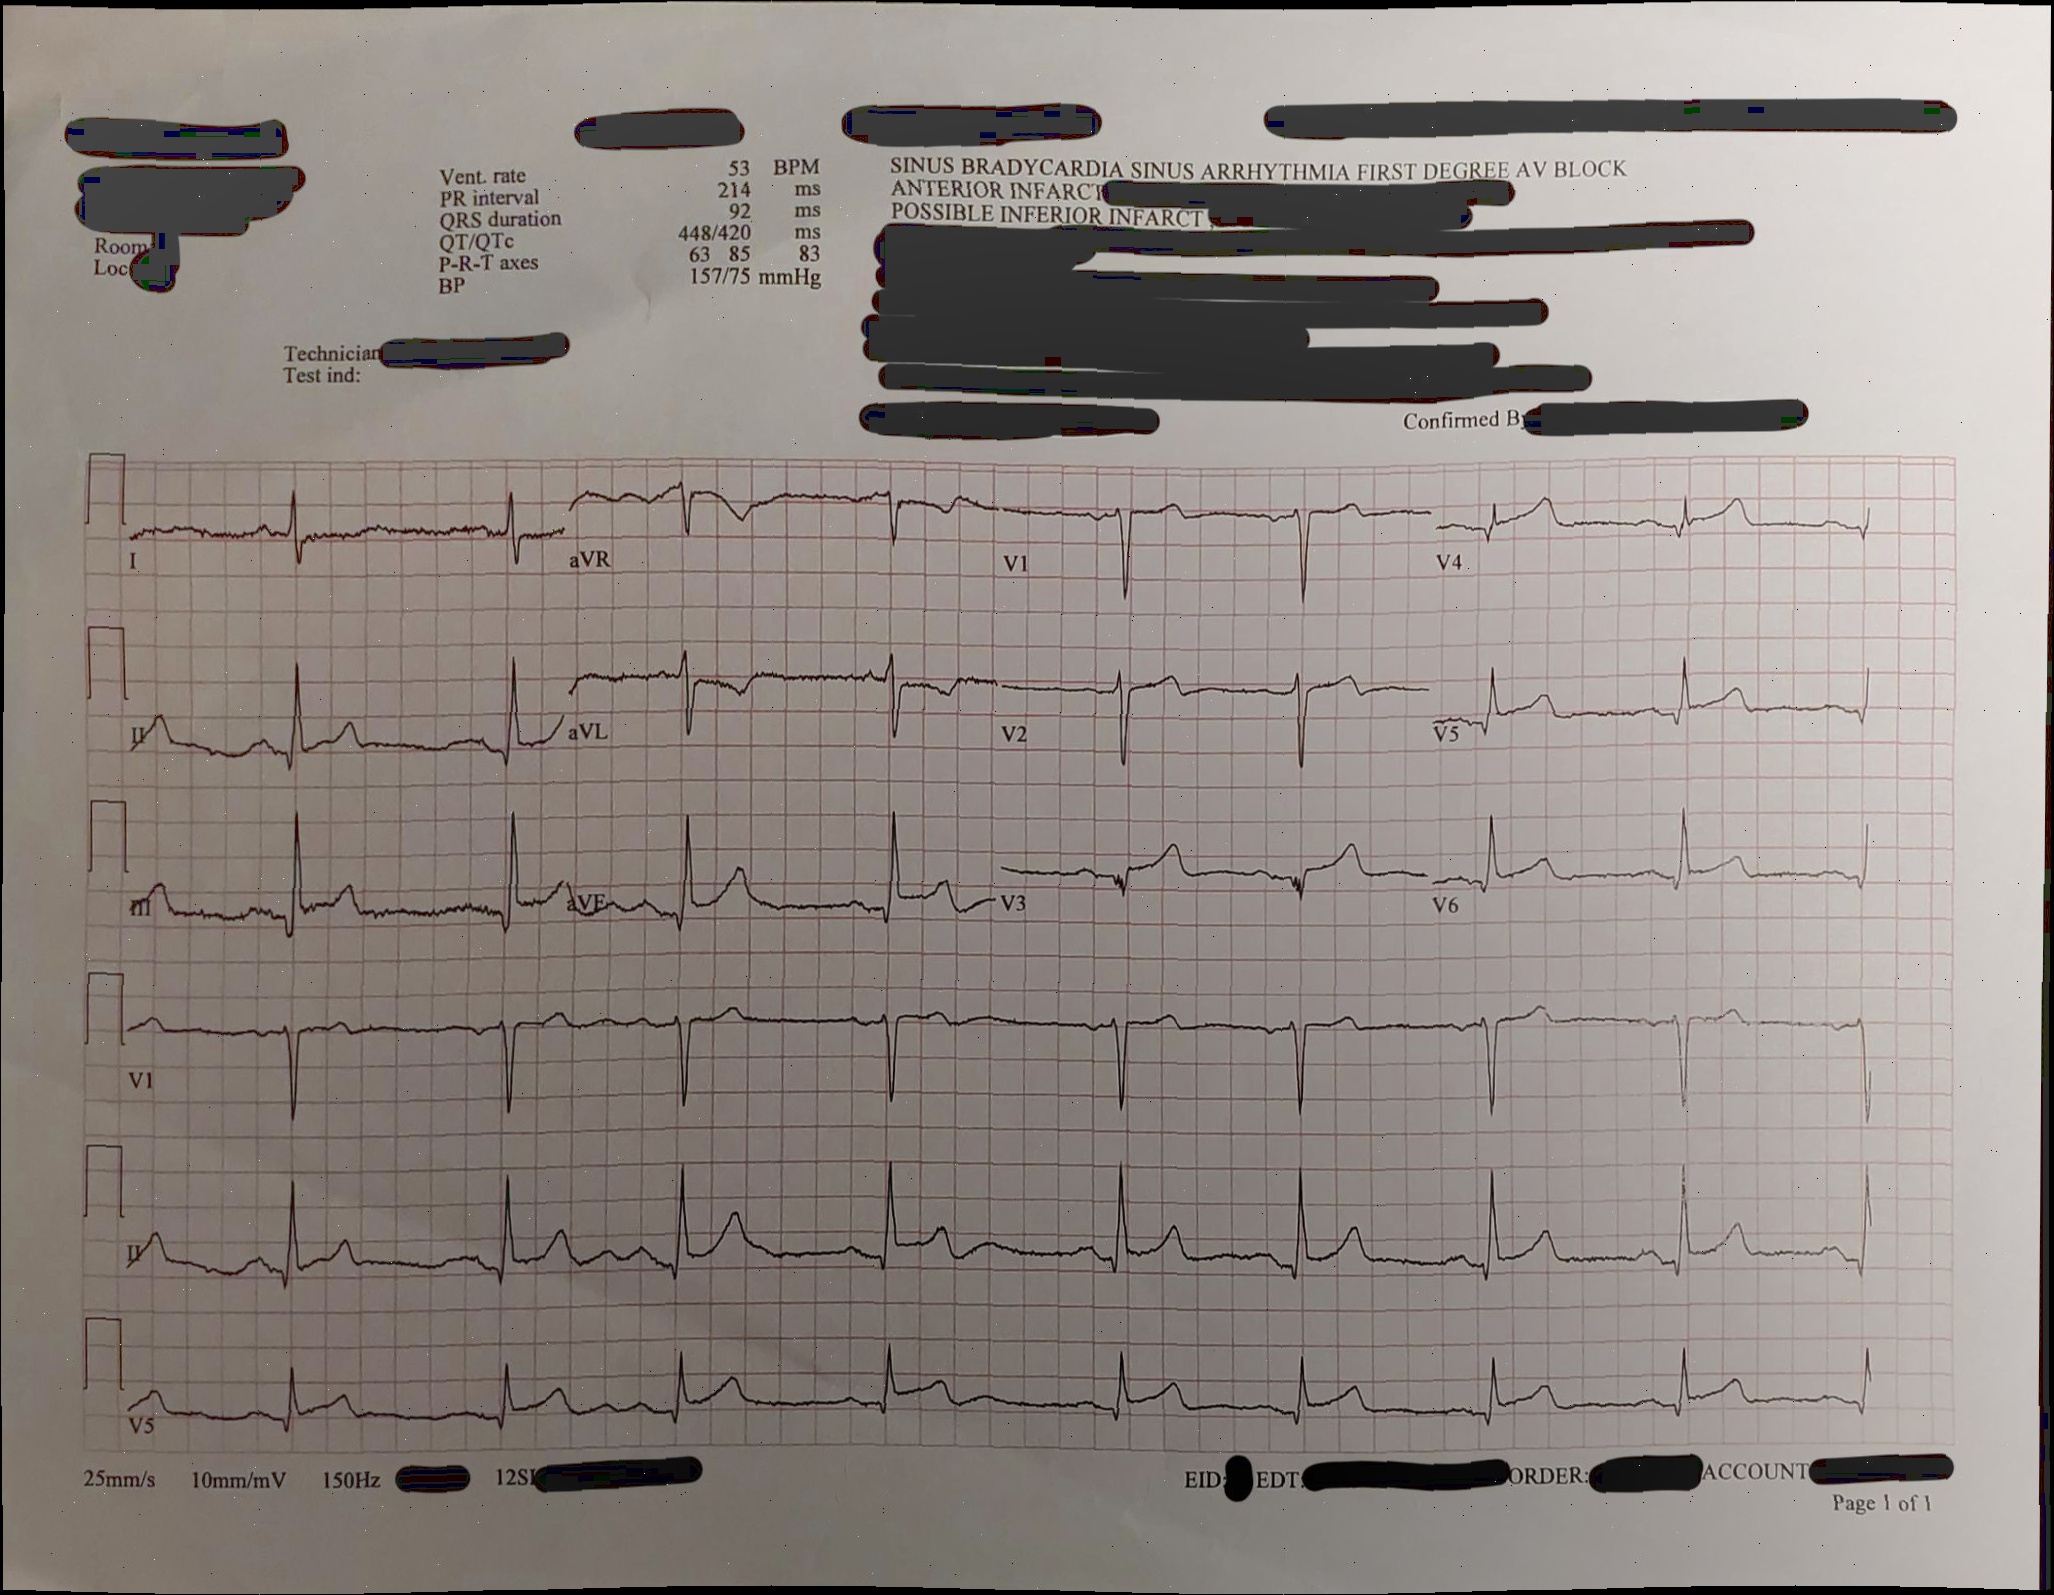 SINUS BRADYCARDIA SINUS ARRHYTHMIA FIRST DEGREE AV BLOCK
ANTERIOR INFARCT
POSSIBLE INFERIOR INFARCT
Vent. rate 53 BPM
PR interval 214 ms
QRS duration 92 ms
QT/QTc 448/420 ms
P-R-T axes 63 85 83
BP 157/75 mmHg
Room
Loc
Technician
Test ind:
Confirmed By
I aVR V1 V4
II aVL V2 V5
III aVF V3 V6
V1
II
V5
25mm/s 10mm/mV 150Hz EID: EDT: ORDER: ACCOUNT
Page 1 of 1